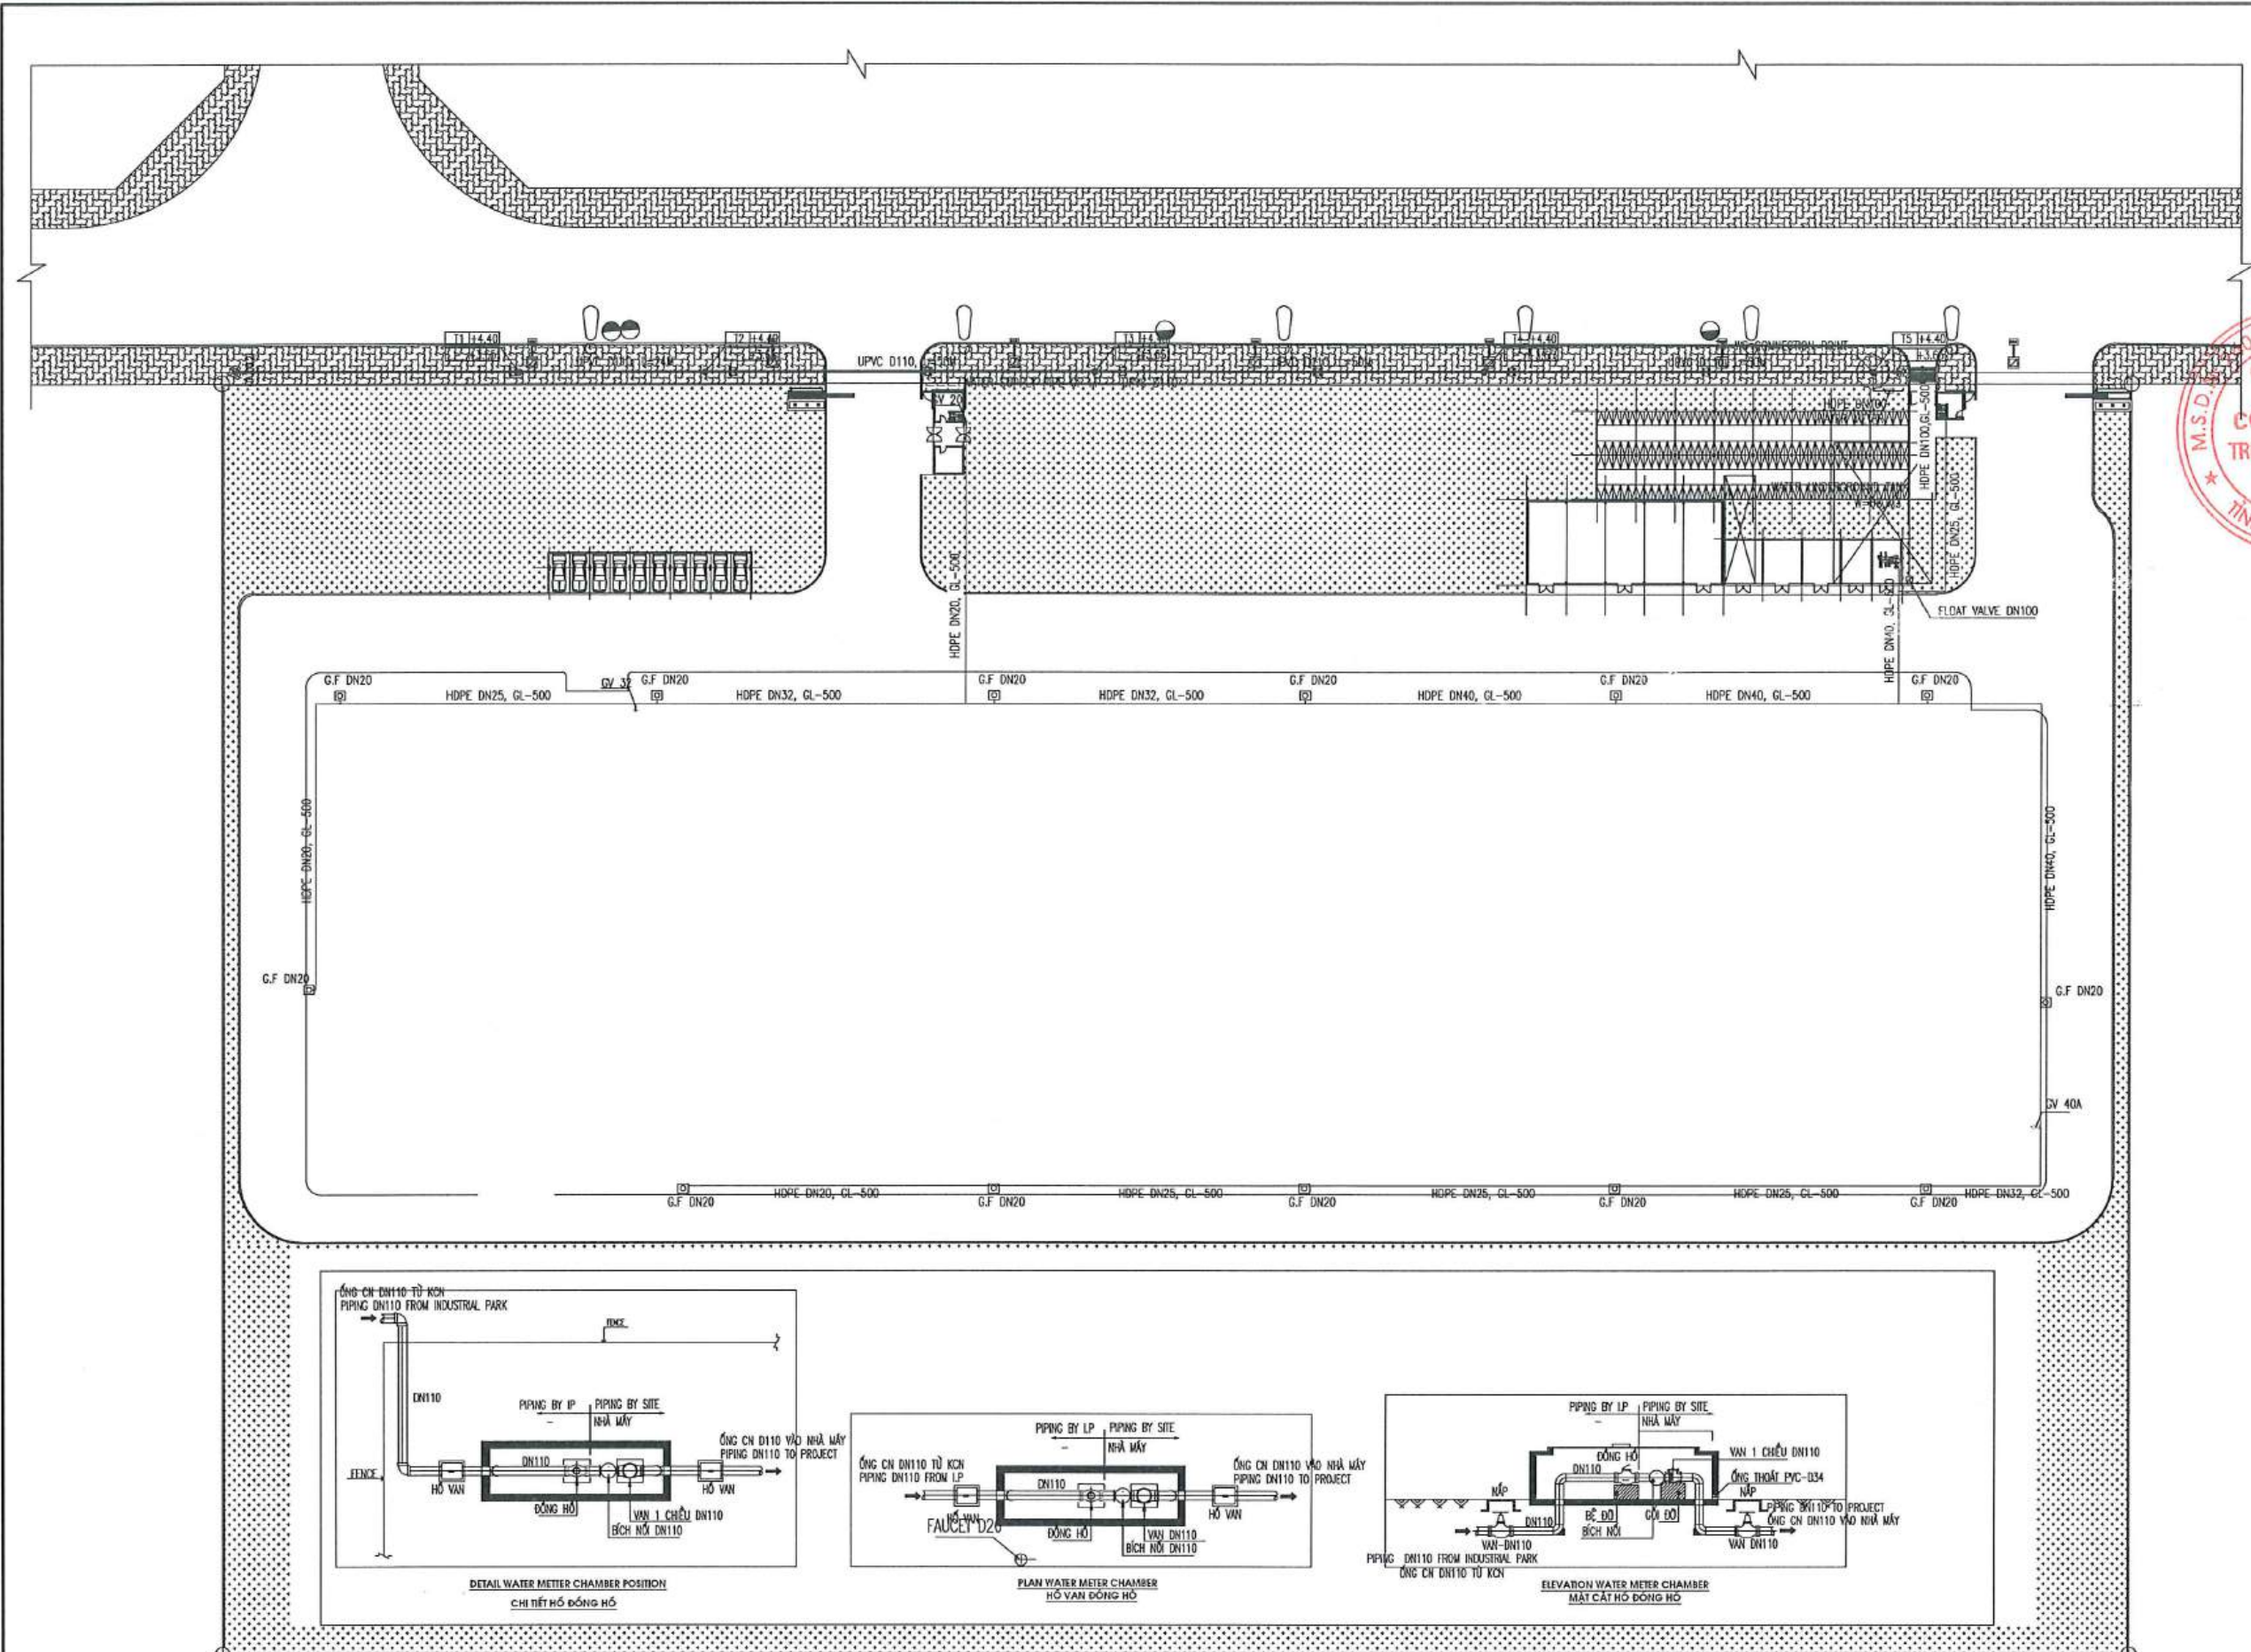 T1 +4.40
T2 +4.40
T3
T4 +4.40
T5 +4.40
UPVC D110
W.S CONNECTION POINT
GV 20
HDPE DN100
HDPE DN100, GL-500
WATER UNDERGROUND TANK
HDPE DN25, GL-500
HDPE DN20, GL-500
HDPE DN40, GL-500
FLOAT VALVE DN100
M.S.D
G.F DN20
HDPE DN25, GL-500
GV 32
G.F DN20
HDPE DN32, GL-500
G.F DN20
HDPE DN32, GL-500
G.F DN20
HDPE DN40, GL-500
G.F DN20
HDPE DN40, GL-500
G.F DN20
HDPE DN20, GL-500
HDPE DN40, GL-500
G.F DN20
G.F DN20
GV 40A
G.F DN20
HDPE DN20, GL-500
G.F DN20
HDPE DN25, GL-500
G.F DN20
HDPE DN25, GL-500
G.F DN20
HDPE DN25, GL-500
G.F DN20
HDPE DN32, GL-500
ỐNG CN DN110 TỪ KCN
PIPING DN110 FROM INDUSTRIAL PARK
FENCE
DN110
PIPING BY IP
PIPING BY SITE
NHÀ MÁY
ỐNG CN D110 VÀO NHÀ MÁY
PIPING DN110 TO PROJECT
FENCE
DN110
HỐ VAN
HỐ VAN
ĐỒNG HỒ
VAN 1 CHIỀU DN110
BÍCH NỐI DN110
DETAIL WATER METTER CHAMBER POSITION
CHI TIẾT HỐ ĐỒNG HỒ
PIPING BY I.P
PIPING BY SITE
NHÀ MÁY
ỐNG CN DN110 TỪ KCN
PIPING DN110 FROM I.P
DN110
ỐNG CN DN110 VÀO NHÀ MÁY
PIPING DN110 TO PROJECT
HỐ VAN
FAUCET D20
ĐỒNG HỒ
VAN DN110
BÍCH NỐI DN110
HỐ VAN
PLAN WATER METER CHAMBER
HỐ VAN ĐỒNG HỒ
PIPING BY I.P
PIPING BY SITE
NHÀ MÁY
ĐỒNG HỒ
VAN 1 CHIỀU DN110
DN110
ỐNG THOÁT PVC-D34
NẮP
NẮP
PIPING DN110 TO PROJECT
ỐNG CN DN110 VÀO NHÀ MÁY
DN110
BỆ ĐỠ
GỐI ĐỠ
BÍCH NỐI
VAN-DN110
VAN DN110
PIPING DN110 FROM INDUSTRIAL PARK
ỐNG CN DN110 TỪ KCN
ELEVATION WATER METER CHAMBER
MẶT CẮT HỐ ĐỒNG HỒ